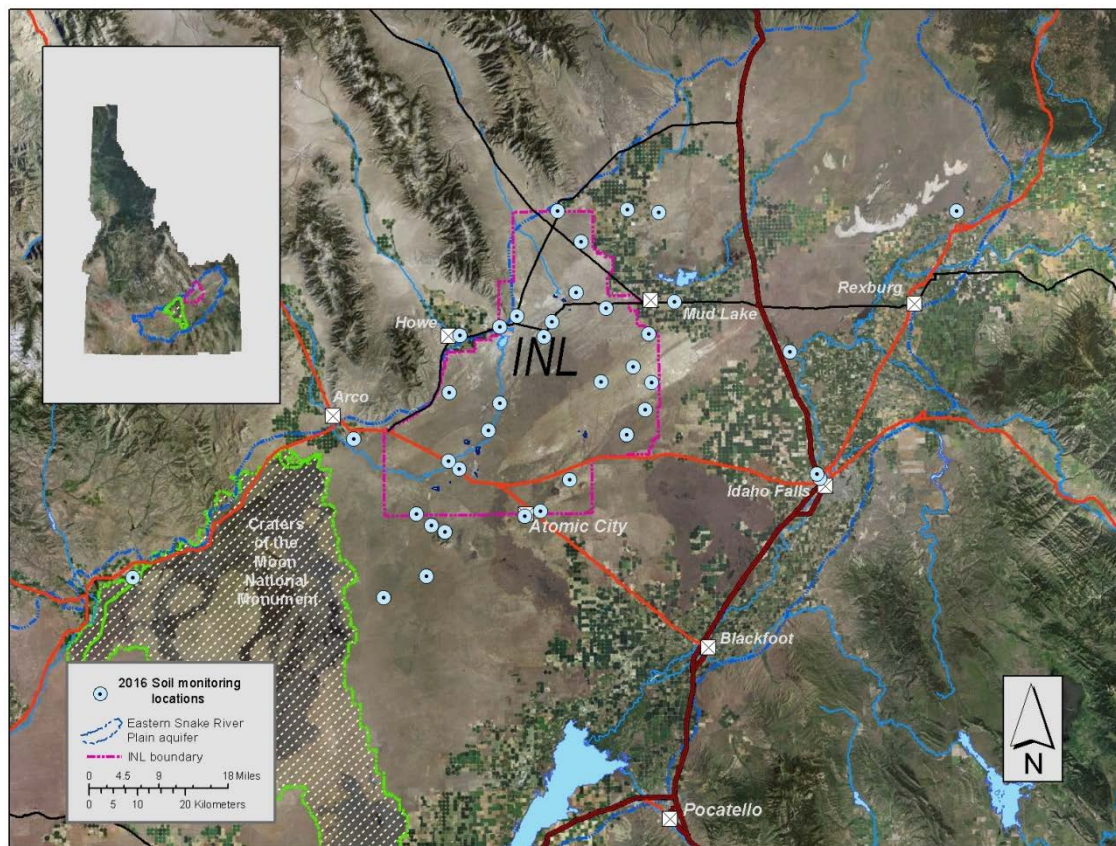 Howe
Mud Lake
Rexburg
INL
Arco
Idaho Falls
Atomic City
Craters
of the
Moon
National
Monument
Blackfoot
Pocatello
2016 Soil monitoring
locations
Eastern Snake River
Plain aquifer
INL boundary
0 4.5 9 18 Miles
0 5 10 20 Kilometers
N